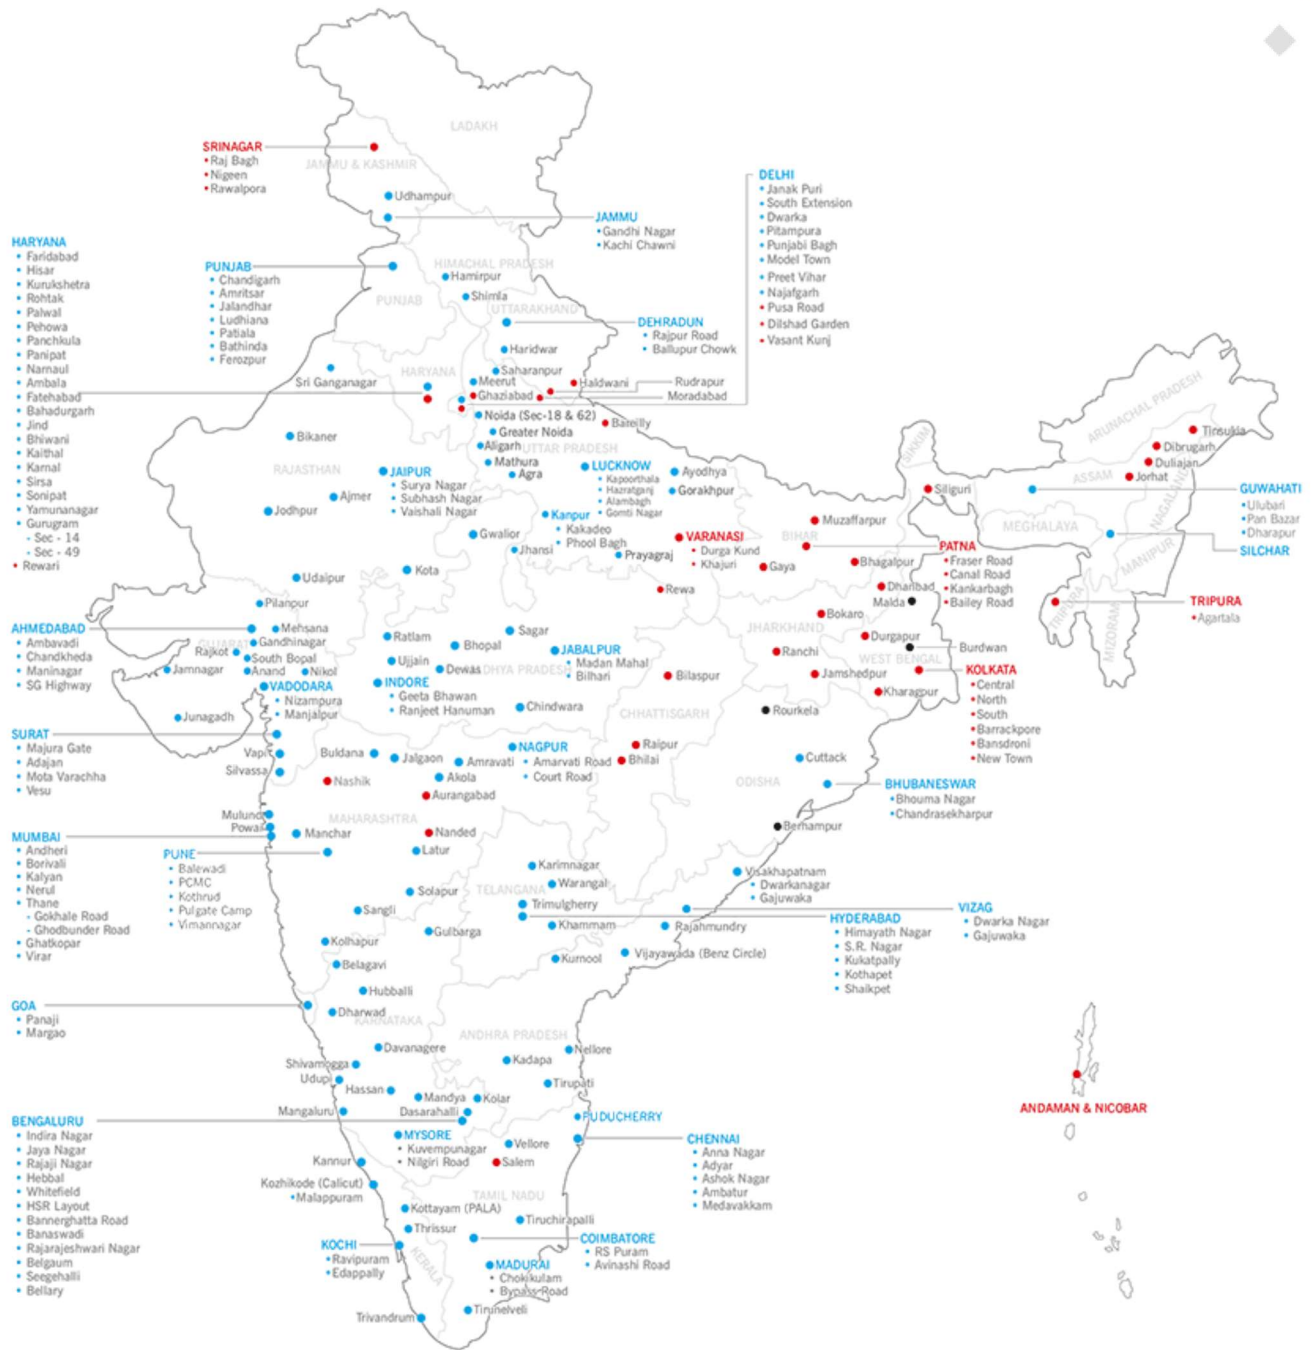 LADAKH
SRINAGAR
Raj Bagh
Nigeen
Rawalpora
JAMMU & KASHMIR
Udhampur
JAMMU
Gandhi Nagar
Kachi Chawni
DELHI
Janak Puri
South Extension
Dwarka
Pitampura
Punjabi Bagh
Model Town
Preet Vihar
Najafgarh
Pusa Road
Dilshad Garden
Vasant Kunj
HARYANA
Faridabad
Hisar
Kurukshetra
Rohtak
Palwal
Pehowa
Panchkula
Panipat
Narnaul
Ambala
Fatehabad
Bahadurgarh
Jind
Bhiwani
Kaithal
Karnal
Sirsa
Sonipat
Yamunanagar
Gurugram
- Sec - 14
- Sec - 49
Rewari
PUNJAB
Chandigarh
Amritsar
Jalandhar
Ludhiana
Patiala
Bathinda
Ferozpur
HIMACHAL PRADESH
Hamirpur
PUNJAB
Shimla
UTTARAKHAND
DEHRADUN
Rajpur Road
Ballupur Chowk
Haridwar
Saharanpur
HARYANA
Sri Ganganagar
Meerut
Ghaziabad
Haldwani
Rudrapur
Moradabad
Noida (Sec-18 & 62)
Bareilly
Greater Noida
Aligarh
UTTAR PRADESH
Mathura
Agra
Bikaner
RAJASTHAN
JAIPUR
Surya Nagar
Subhash Nagar
Vaishali Nagar
Ajmer
Jodhpur
LUCKNOW
Kapoorthala
Hazratganj
Alambagh
Gomti Nagar
Ayodhya
Gorakhpur
Kanpur
Kakadeo
Phool Bagh
Gwalior
Jhansi
Prayagraj
VARANASI
Durga Kund
Khajuri
Kota
Udaipur
Rewa
SIKKIM
ARUNACHAL PRADESH
Tinsukla
Dibrugarh
Duliajan
ASSAM
Jorhat
NAGALAND
MEGHALAYA
MANIPUR
TRIPURA
MIZORAM
GUWAHATI
Ulubari
Pan Bazar
Dharapur
SILCHAR
TRIPURA
Agartala
Siliguri
Muzaffarpur
BIHAR
PATNA
Fraser Road
Canal Road
Kankarbagh
Bailey Road
Gaya
Bhagalpur
Dhanbad
Malda
Bokaro
JHARKHAND
Durgapur
Burdwan
Ranchi
WEST BENGAL
Jamshedpur
Kharagpur
KOLKATA
Central
North
South
Barrackpore
Bansdroni
New Town
Rourkela
Pilanpur
AHMEDABAD
Ambavadi
Chandkheda
Maninagar
SG Highway
Mehsana
GUJARAT
Gandhinagar
Rajkot
South Bopal
Jamnagar
Anand
Nikol
VADODARA
Nizampura
Manjalpur
Junagadh
Ratlam
Ujjain
Bhopal
Dewas
MADHYA PRADESH
Sagar
JABALPUR
Madan Mahal
Bilhari
INDORE
Geeta Bhawan
Ranjeet Hanuman
Chindwara
Bilaspur
CHHATTISGARH
Raipur
Bhilai
SURAT
Majura Gate
Adajan
Mota Varachha
Vesu
Vapi
Silvassa
Buldana
Jalgaon
Amravati
Akola
NAGPUR
Amarvati Road
Court Road
Nashik
Aurangabad
MAHARASHTRA
Nanded
ODISHA
Cuttack
BHUBANESWAR
Bhouma Nagar
Chandrasekharpur
Berhampur
Mulund
Powai
MUMBAI
Andheri
Borivali
Kalyan
Nerul
Thane
- Gokhale Road
- Ghodbunder Road
Ghatkopar
Virar
Manchar
PUNE
Balewadi
PCMC
Kothrud
Pulgate Camp
Vimannagar
Latur
Solapur
Sangli
Gulbarga
Kolhapur
Belagavi
Karimnagar
TELANGANA
Warangal
Trimulgherry
Khammam
Kurnool
Visakhapatnam
Dwarkanagar
Gajuwaka
Rajahmundry
Vijayawada (Benz Circle)
HYDERABAD
Himayath Nagar
S.R. Nagar
Kukatpally
Kothapet
Shaikpet
VIZAG
Dwarka Nagar
Gajuwaka
GOA
Panaji
Margao
Hubballi
Dharwad
KARNATAKA
ANDHRA PRADESH
Davanagere
Shivamogga
Udupi
Hassan
Mandya
Kolar
Mangaluru
Dasarahalli
Kadapa
Nellore
Tirupati
BENGALURU
Indira Nagar
Jaya Nagar
Rajaji Nagar
Hebbal
Whitefield
HSR Layout
Bannerghatta Road
Banaswadi
Rajarajeshwari Nagar
Belgaum
Seegehalli
Bellary
MYSORE
Kuvempunagar
Nilgiri Road
Vellore
Salem
PUDUCHERRY
CHENNAI
Anna Nagar
Adyar
Ashok Nagar
Ambatur
Medavakkam
Kannur
Kozhikode (Calicut)
Malappuram
TAMIL NADU
Kottayam (PALA)
Thrissur
Tiruchirapalli
KOCHI
Ravipuram
Edappally
KERALA
COIMBATORE
RS Puram
Avinashi Road
MADURAI
Chokikulam
Bypass Road
Trivandrum
Tirunelveli
ANDAMAN & NICOBAR